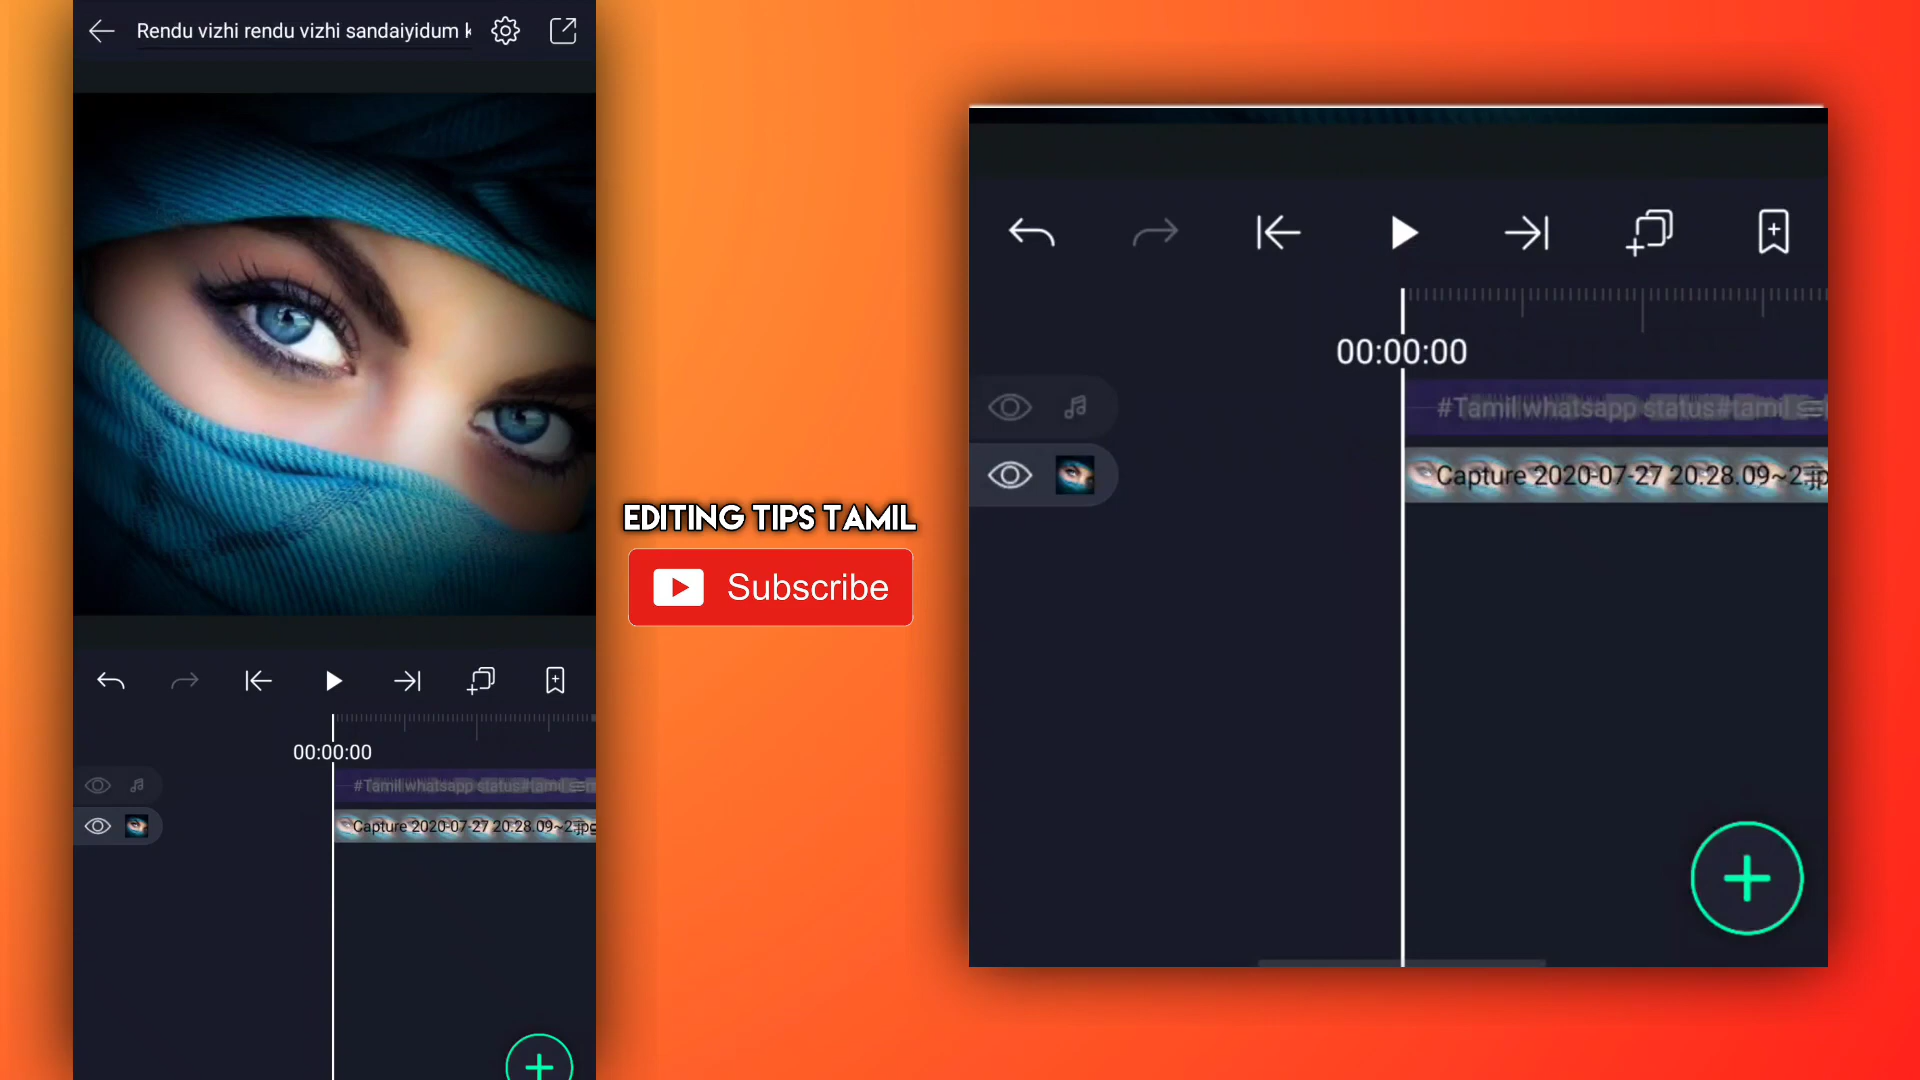 Rendu vizhi rendu vizhi sandaiyidum k
00:00:00
#Tamil whatsapp status#tamil
Capture 2020-07-27 20.28.09~2.jpg
EDITING TIPS TAMIL
Subscribe
00:00:00
#Tamil whatsapp status#tamil
Capture 2020-07-27 20.28.09~2.jp